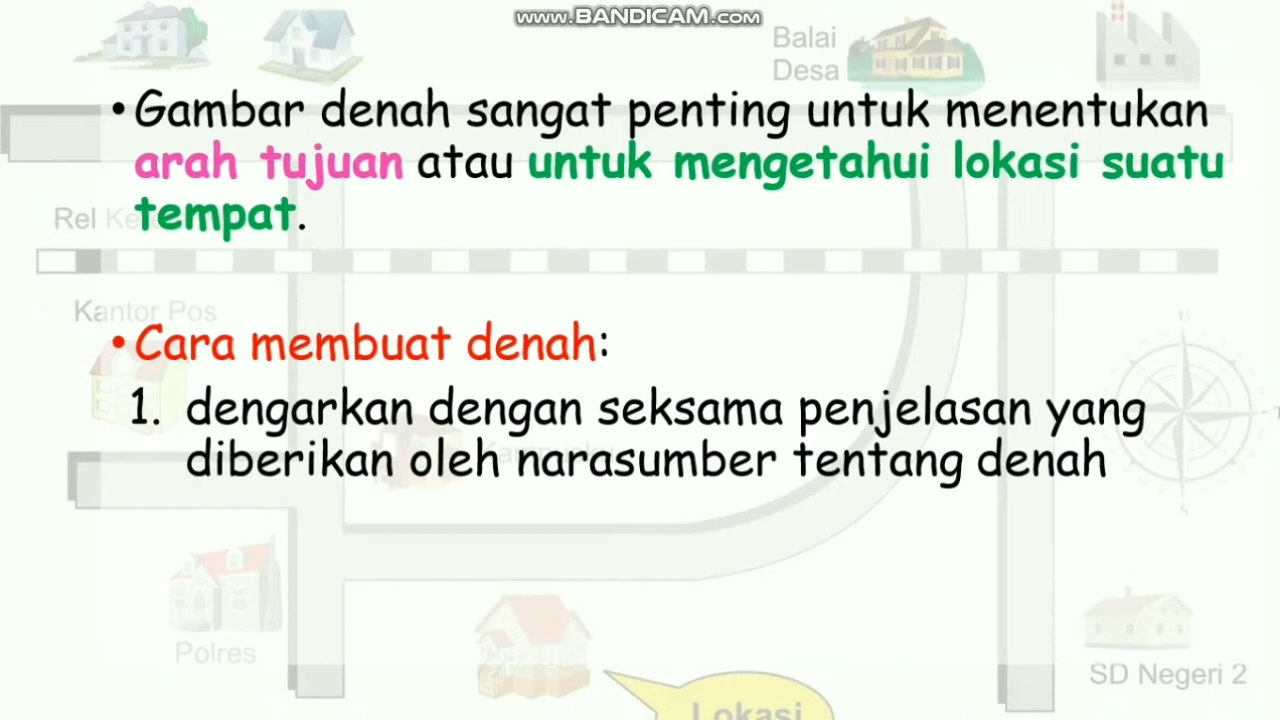 www.BANDICAM.com
Balai
Desa
• Gambar denah sangat penting untuk menentukan
arah tujuan atau untuk mengetahui lokasi suatu
tempat.
Rel
Kantor Pos
• Cara membuat denah:
1. dengarkan dengan seksama penjelasan yang
diberikan oleh narasumber tentang denah
U
T
S
Polres
SD Negeri 2
Lokasi